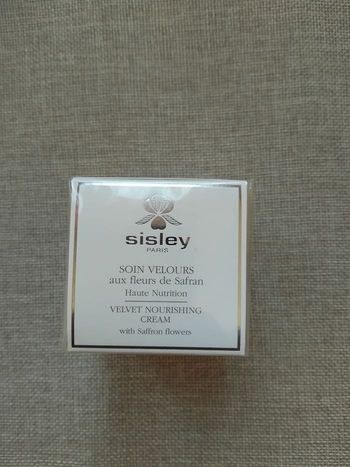 sisley
PARIS
SOIN VELOURS
aux fleurs de Safran
Haute Nutrition
VELVET NOURISHING
CREAM
with Saffron flowers